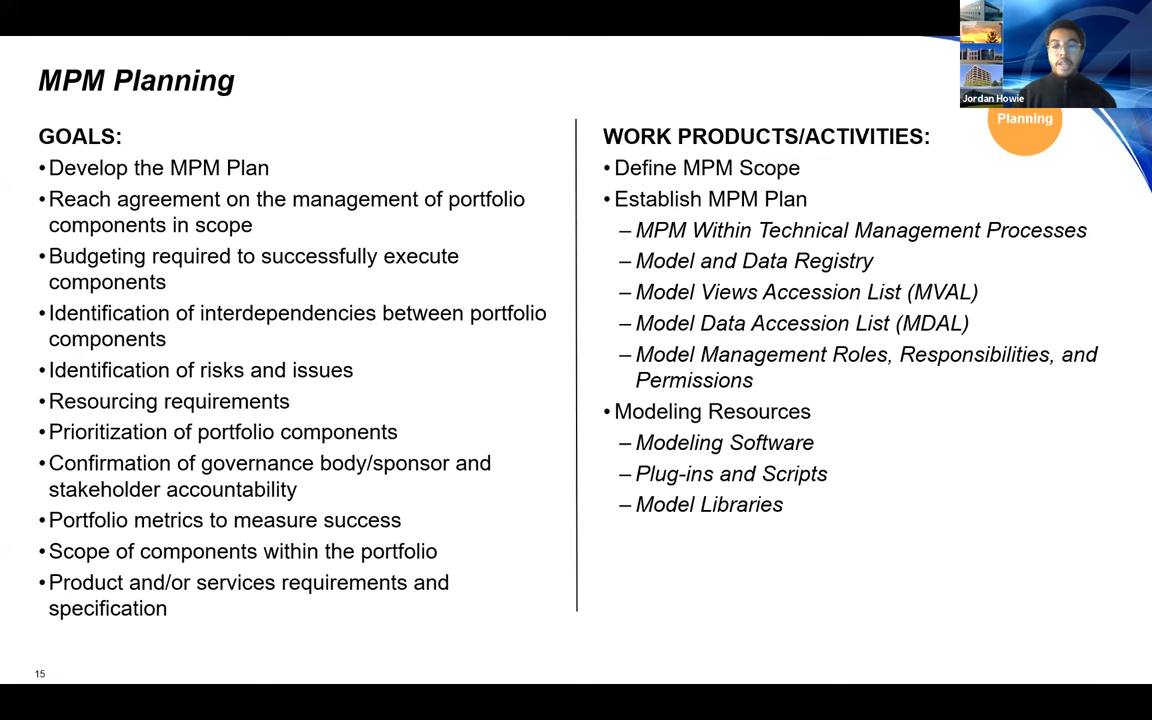 MPM Planning
GOALS:
•Develop the MPM Plan
•Reach agreement on the management of portfolio
components in scope
•Budgeting required to successfully execute
components
•Identification of interdependencies between portfolio
components
•Identification of risks and issues
•Resourcing requirements
•Prioritization of portfolio components
•Confirmation of governance body/sponsor and
stakeholder accountability
•Portfolio metrics to measure success
•Scope of components within the portfolio
•Product and/or services requirements and
specification
WORK PRODUCTS/ACTIVITIES:
•Define MPM Scope
•Establish MPM Plan
– MPM Within Technical Management Processes
– Model and Data Registry
– Model Views Accession List (MVAL)
– Model Data Accession List (MDAL)
– Model Management Roles, Responsibilities, and
Permissions
•Modeling Resources
– Modeling Software
– Plug-ins and Scripts
– Model Libraries
Jordan Howie
Planning
15